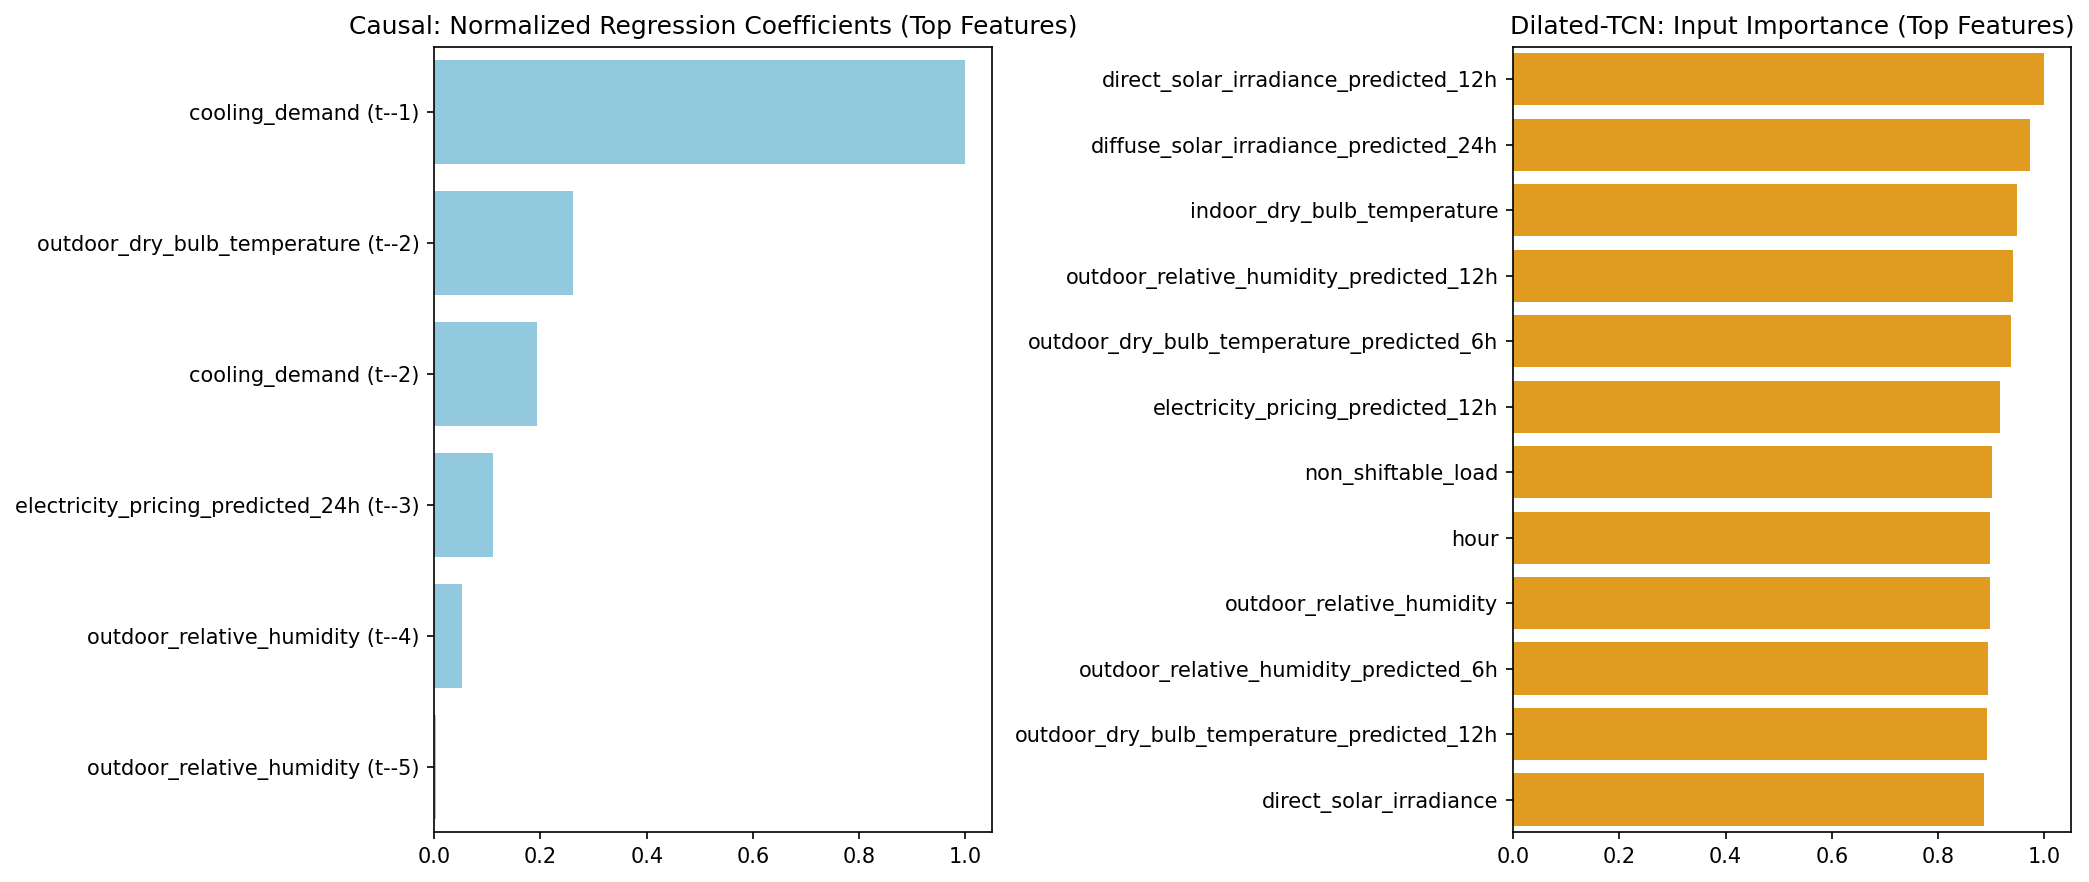 Causal: Normalized Regression Coefficients (Top Features)
cooling_demand (t--1)
outdoor_dry_bulb_temperature (t--2)
cooling_demand (t--2)
electricity_pricing_predicted_24h (t--3)
outdoor_relative_humidity (t--4)
outdoor_relative_humidity (t--5)
0.0 0.2 0.4 0.6 0.8 1.0
Dilated-TCN: Input Importance (Top Features)
direct_solar_irradiance_predicted_12h
diffuse_solar_irradiance_predicted_24h
indoor_dry_bulb_temperature
outdoor_relative_humidity_predicted_12h
outdoor_dry_bulb_temperature_predicted_6h
electricity_pricing_predicted_12h
non_shiftable_load
hour
outdoor_relative_humidity
outdoor_relative_humidity_predicted_6h
outdoor_dry_bulb_temperature_predicted_12h
direct_solar_irradiance
0.0 0.2 0.4 0.6 0.8 1.0